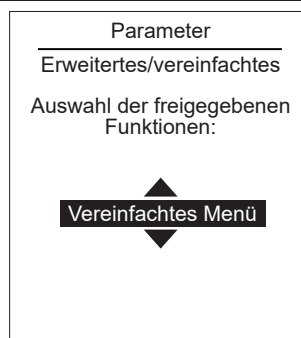 Parameter
Erweitertes/vereinfachtes
Auswahl der freigegebenen
Funktionen:
Vereinfachtes Menü